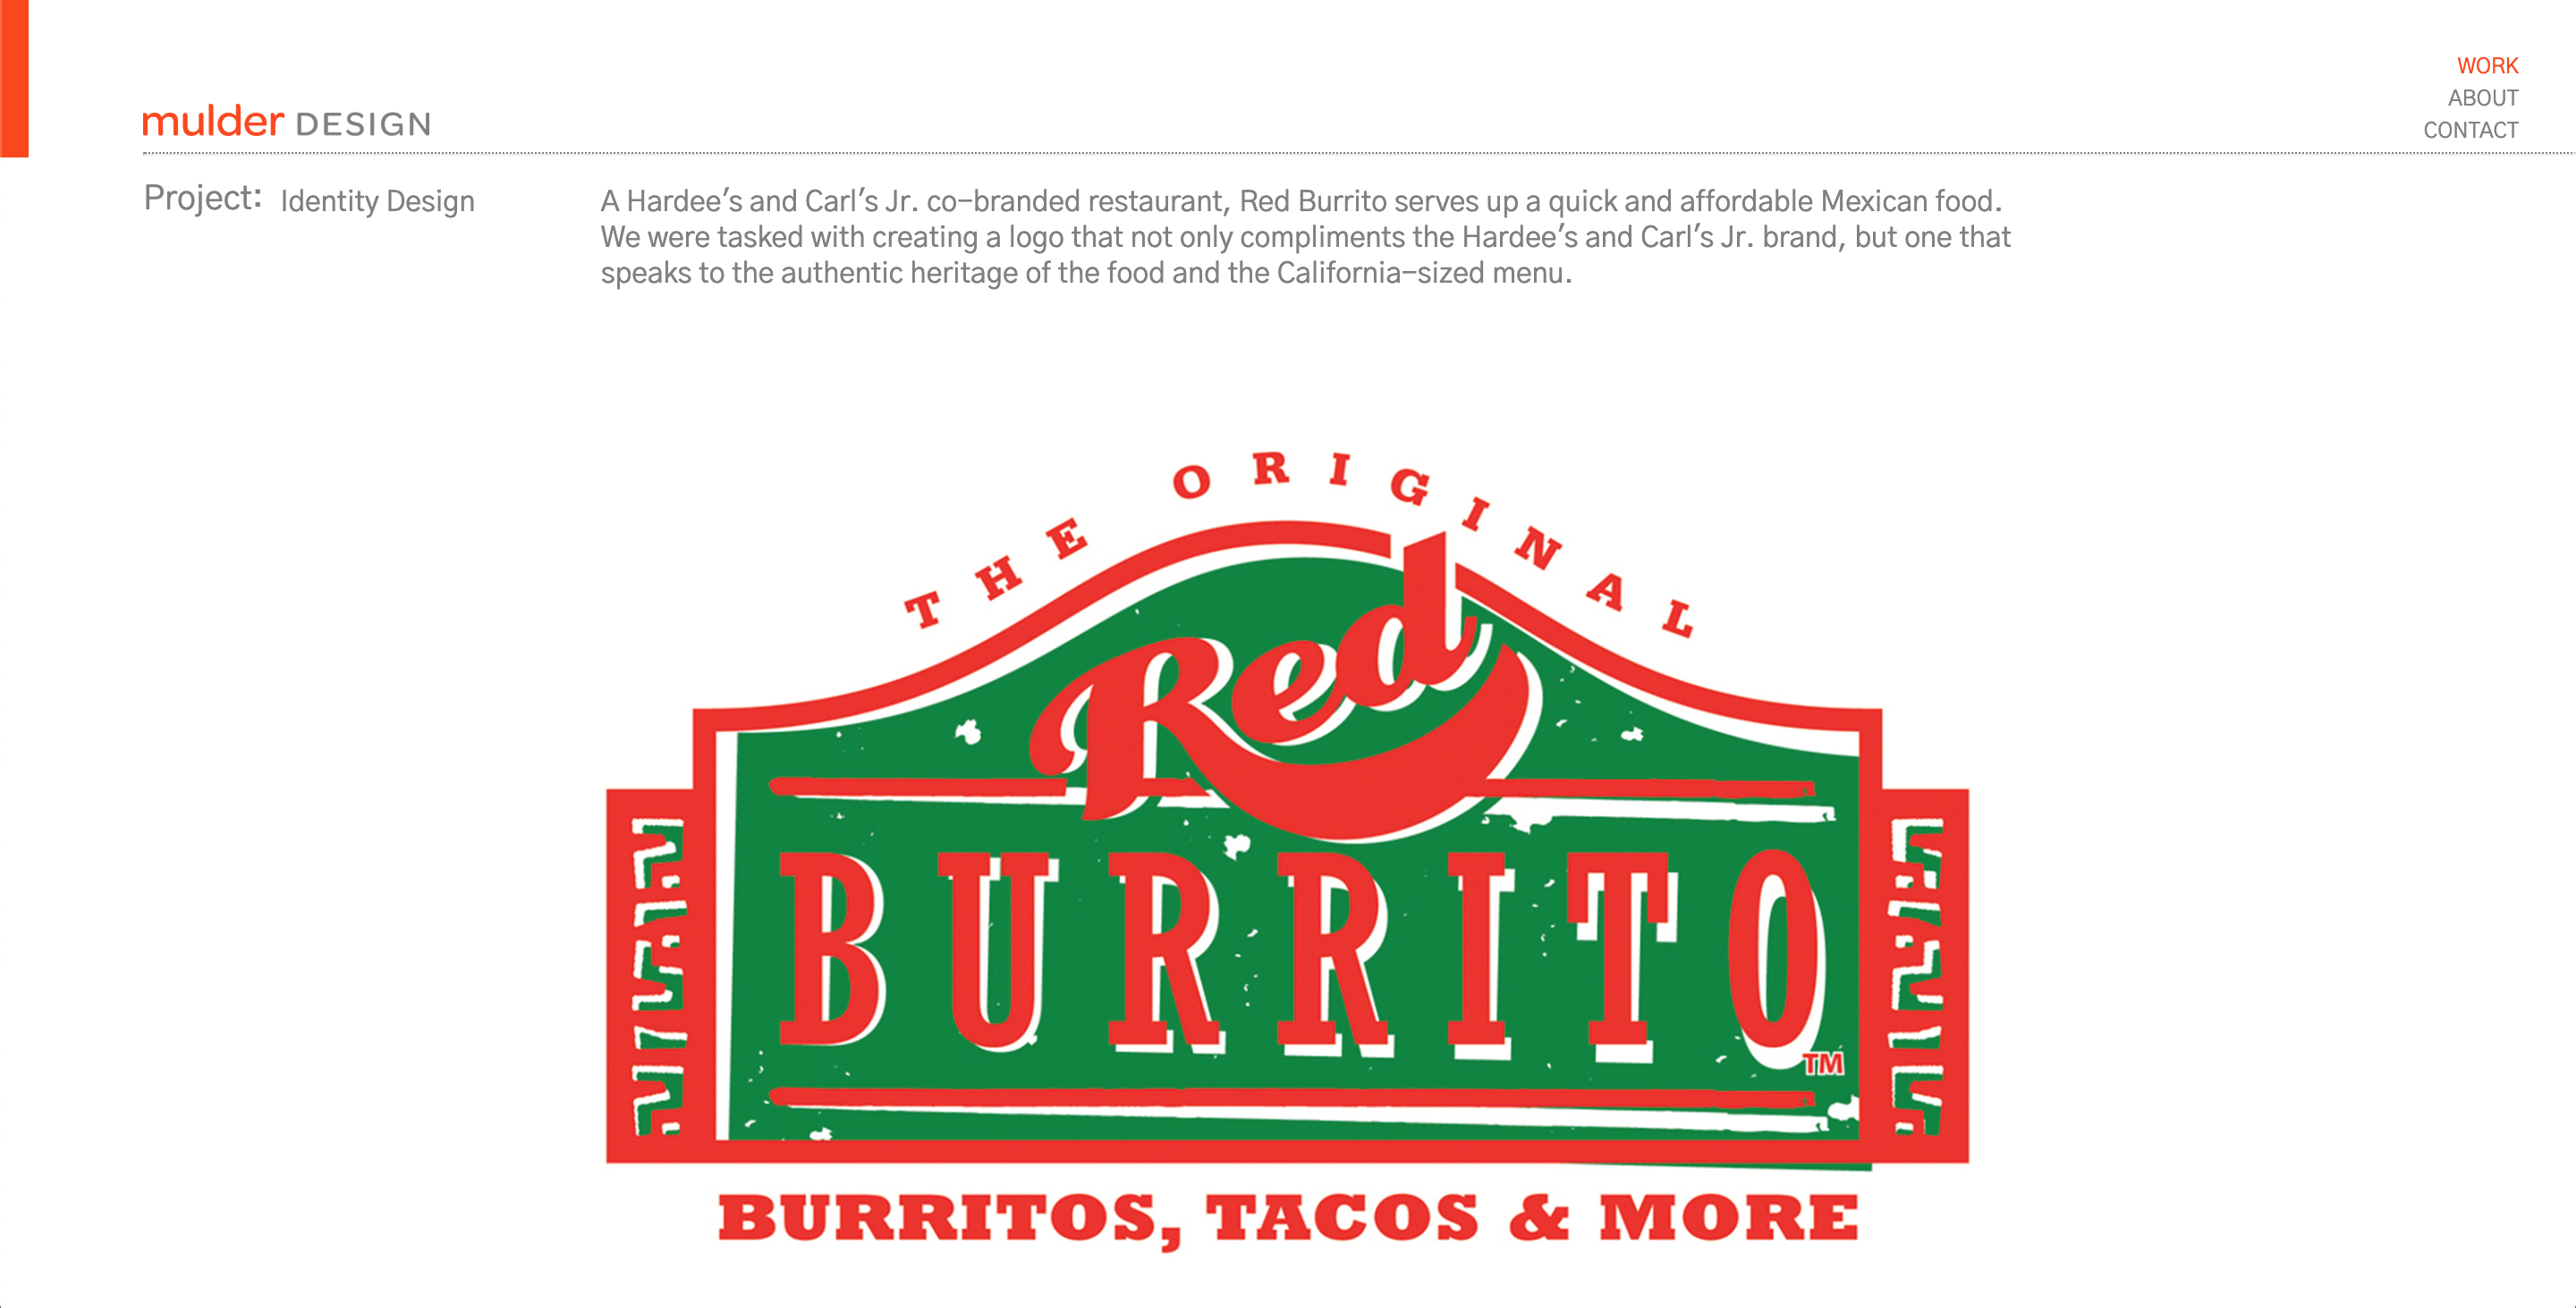 WORK
ABOUT
CONTACT
mulder DESIGN
Project: Identity Design
A Hardee's and Carl's Jr. co-branded restaurant, Red Burrito serves up a quick and affordable Mexican food.
We were tasked with creating a logo that not only compliments the Hardee's and Carl's Jr. brand, but one that
speaks to the authentic heritage of the food and the California-sized menu.
THE ORIGINAL
Red
BURRITO
TM
BURRITOS, TACOS & MORE